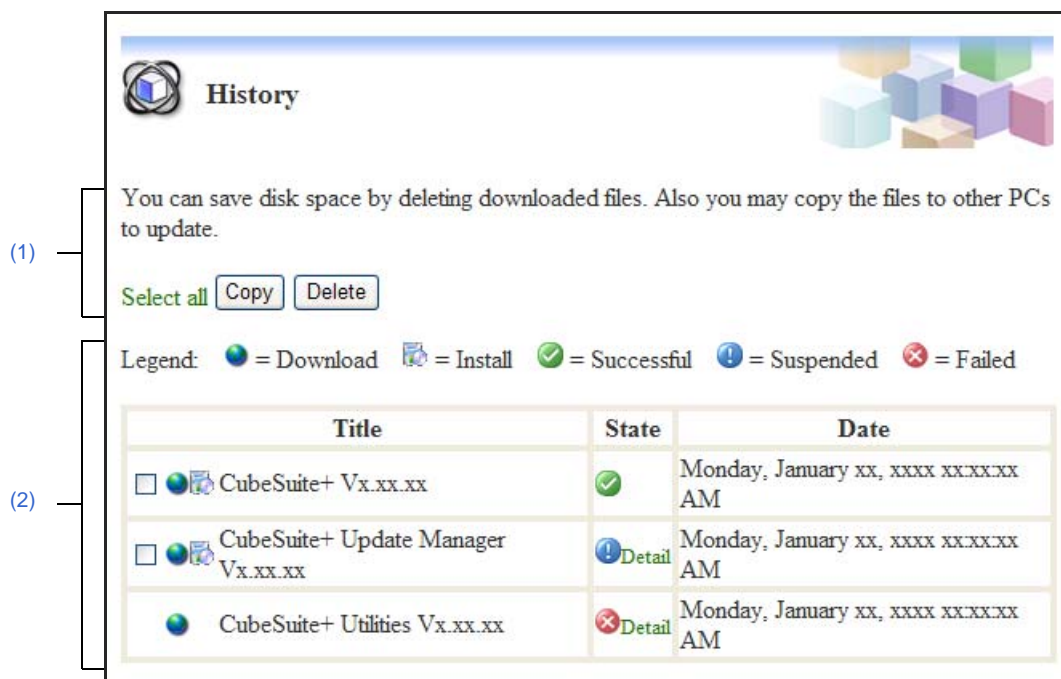 History
You can save disk space by deleting downloaded files. Also you may copy the files to other PCs
to update.
(1)
Select all Copy Delete
Legend: = Download = Install = Successful = Suspended = Failed
Title State Date
CubeSuite+ Vx.xx.xx Monday, January xx, xxxx xx:xx:xx
AM
(2)
CubeSuite+ Update Manager Monday, January xx, xxxx xx:xx:xx
Vx.xx.xx Detail AM
CubeSuite+ Utilities Vx.xx.xx Detail Monday, January xx, xxxx xx:xx:xx
AM